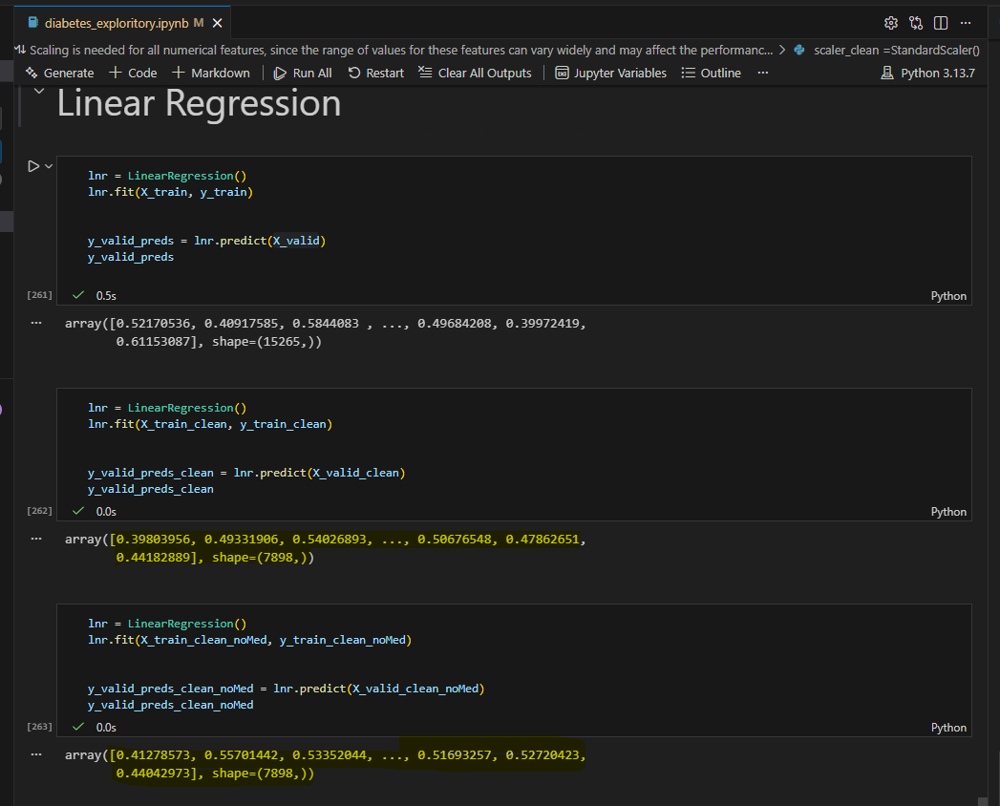 diabetes_exploritory.ipynb M
Scaling is needed for all numerical features, since the range of values for these features can vary widely and may affect the performanc... > scaler_clean =StandardScaler()
Generate + Code + Markdown Run All Restart Clear All Outputs Jupyter Variables Outline ... Python 3.13.7
Linear Regression
lnr = LinearRegression()
lnr.fit(X_train, y_train)
y_valid_preds = lnr.predict(X_valid)
y_valid_preds
[261] 0.5s Python
... array([0.52170536, 0.40917585, 0.5844083 , ..., 0.49684208, 0.39972419,
0.61153087], shape=(15265,))
lnr = LinearRegression()
lnr.fit(X_train_clean, y_train_clean)
y_valid_preds_clean = lnr.predict(X_valid_clean)
y_valid_preds_clean
[262] 0.0s Python
... array([0.39803956, 0.49331906, 0.54026893, ..., 0.50676548, 0.47862651,
0.44182889], shape=(7898,))
lnr = LinearRegression()
lnr.fit(X_train_clean_noMed, y_train_clean_noMed)
y_valid_preds_clean_noMed = lnr.predict(X_valid_clean_noMed)
y_valid_preds_clean_noMed
[263] 0.0s Python
... array([0.41278573, 0.55701442, 0.53352044, ..., 0.51693257, 0.52720423,
0.44042973], shape=(7898,))